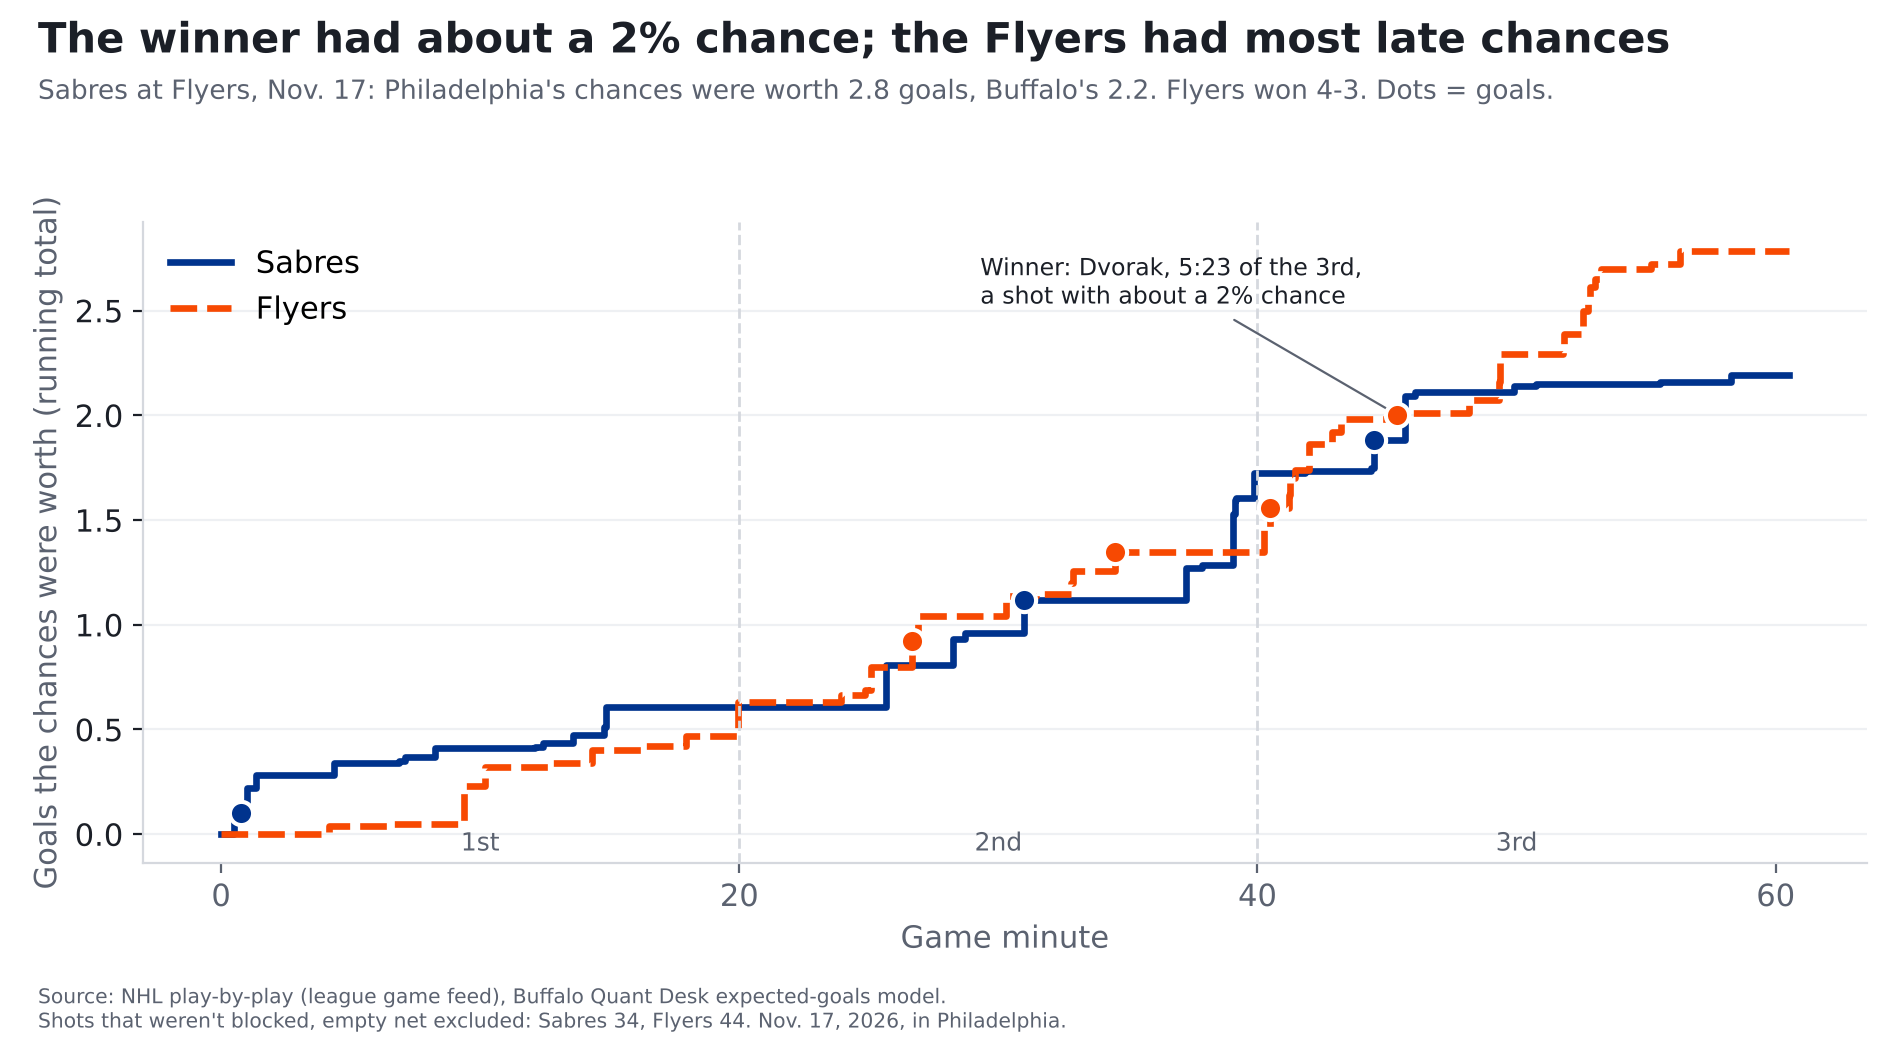 The winner had about a 2% chance; the Flyers had most late chances
Sabres at Flyers, Nov. 17: Philadelphia's chances were worth 2.8 goals, Buffalo's 2.2. Flyers won 4-3. Dots = goals.
Goals the chances were worth (running total)
Sabres
Flyers
Winner: Dvorak, 5:23 of the 3rd,
a shot with about a 2% chance
2.5
2.0
1.5
1.0
0.5
0.0
1st
2nd
3rd
0
20
40
60
Game minute
Source: NHL play-by-play (league game feed), Buffalo Quant Desk expected-goals model.
Shots that weren't blocked, empty net excluded: Sabres 34, Flyers 44. Nov. 17, 2026, in Philadelphia.